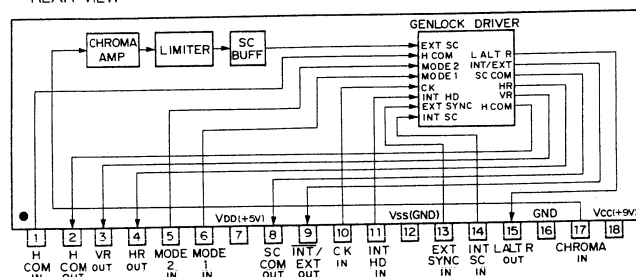 REAR VIEW
GENLOCK DRIVER
CHROMA AMP
LIMITER
SC BUFF
EXT SC
H COM
MODE 2
MODE 1
CK
INT HD
EXT SYNC
INT SC
L ALT R
INT/EXT
SC COM
HR
VR
H COM
VDD(+5V)
VSS(GND)
GND
VCC(+9V)
1 2 3 4 5 6 7 8 9 10 11 12 13 14 15 16 17 18
H COM IN
H COM OUT
VR OUT
HR OUT
MODE 2 IN
MODE 1 IN
SC COM OUT
INT/EXT OUT
CK IN
INT HD IN
EXT SYNC IN
INT SC IN
L ALT R OUT
CHROMA IN